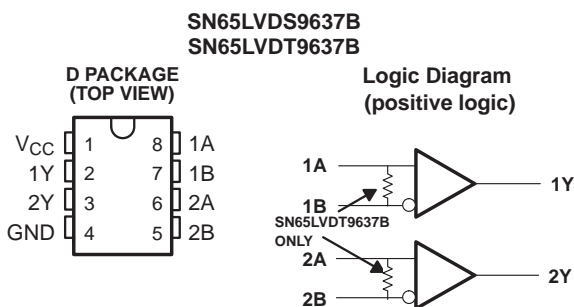 SN65LVDS9637B
SN65LVDT9637B
D PACKAGE
(TOP VIEW)
VCC 1 8 1A
1Y 2 7 1B
2Y 3 6 2A
GND 4 5 2B
Logic Diagram
(positive logic)
1A
1Y
1B
SN65LVDT9637B
ONLY
2A
2Y
2B